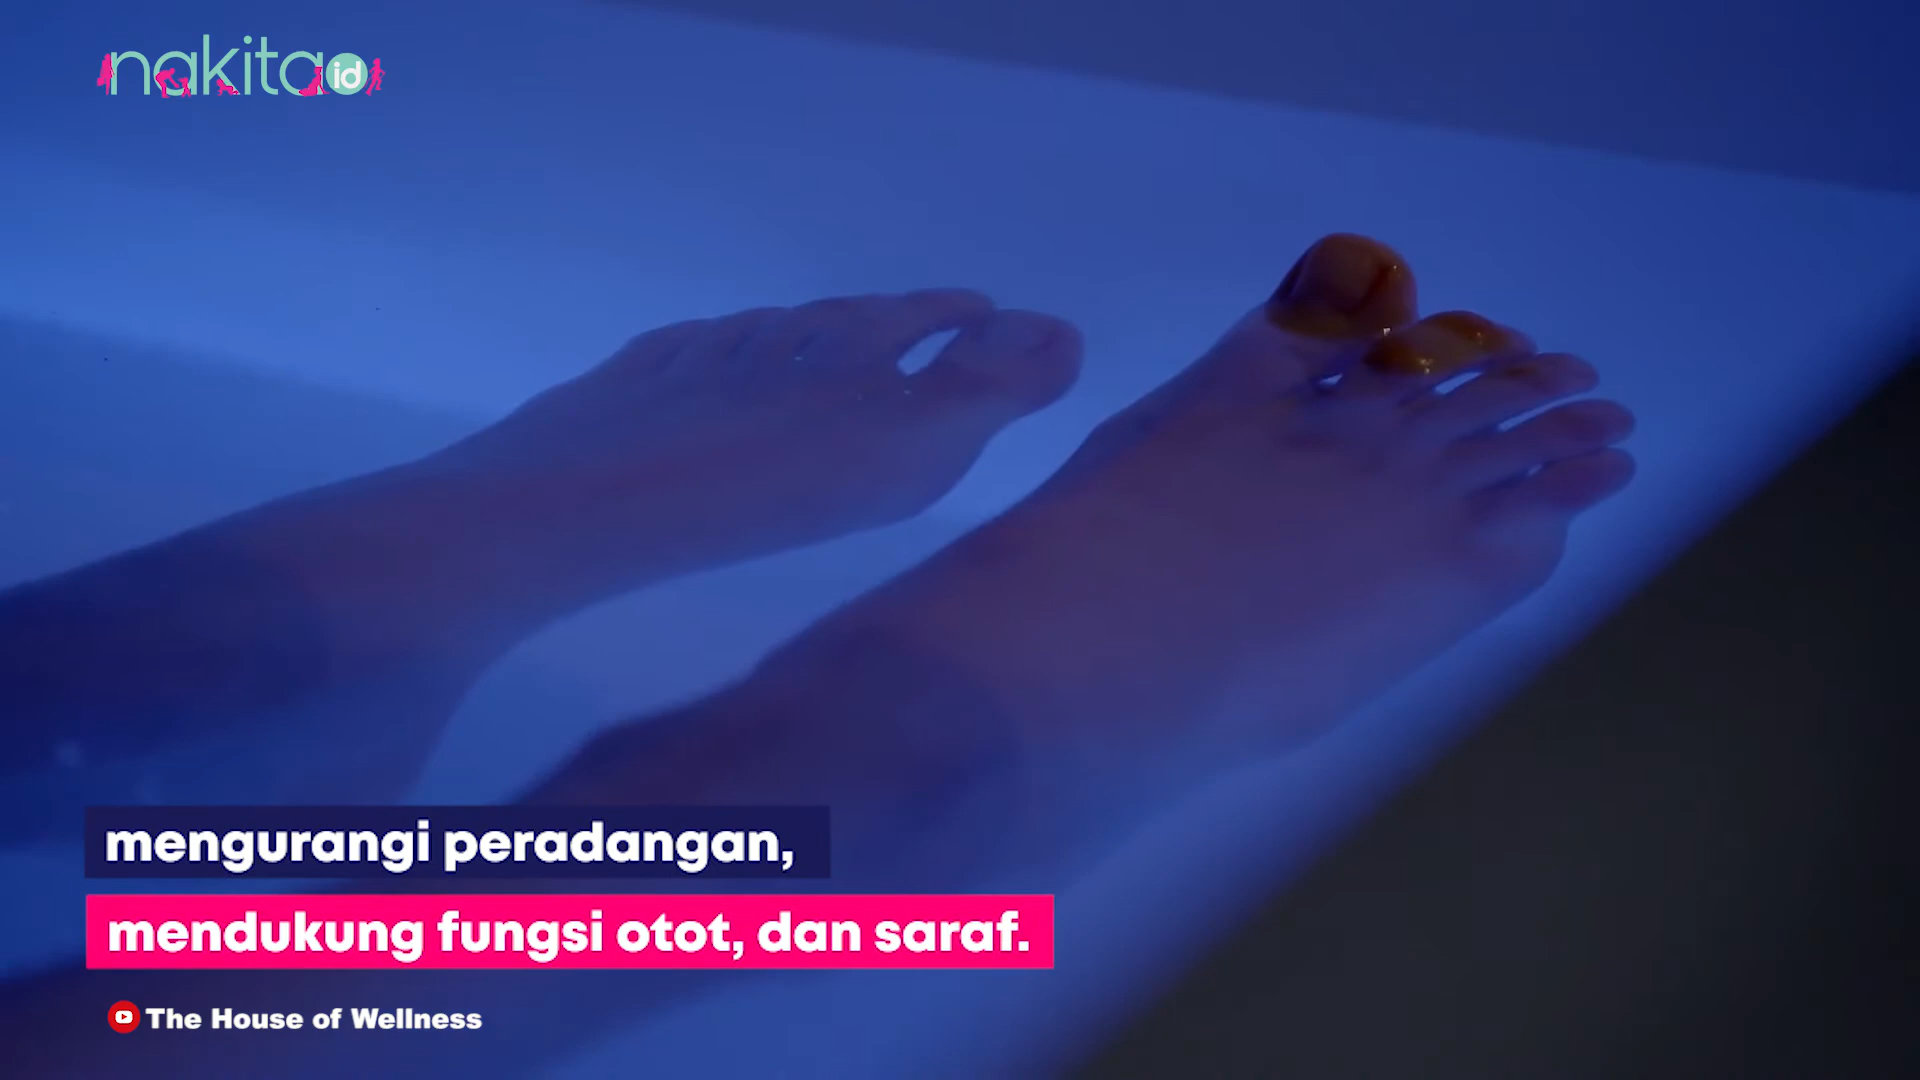 nakita id
mengurangi peradangan,
mendukung fungsi otot, dan saraf.
The House of Wellness